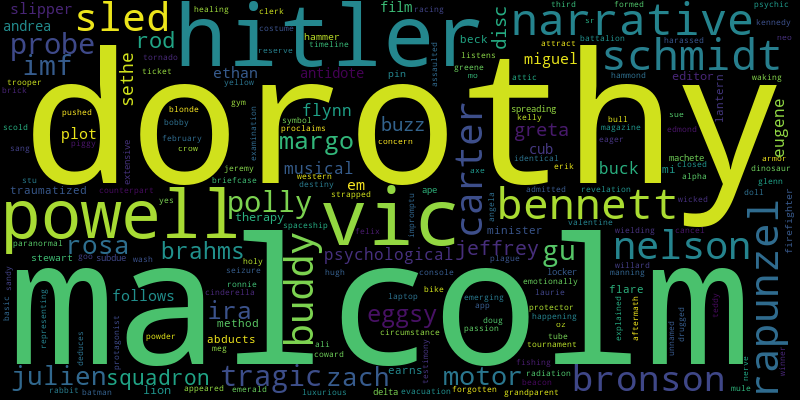 slipper sled hitler film racing disc narrative third formed psychic
andrea healing clerk costume hammer timeline reserve beck listens greene mo assaulted sr battalion attract harassed kennedy neo
probe rod imf sethe tornado ticket ethan antidote pin miguel schmidt
trooper brick yellow attic hammond editor waking lantern
dorothy
pushed plot blonde bobby february crow gym examination flynn symbol proclaims margo buzz concern spreading kelly greta cub bull magazine sue edmond eager machete armor dinosaur eugene
scold sang piggy extensive jeremy briefcase musical western destiny strapped em ape carter axe identical erik buck mi closed alpha glenn
stu traumatized counterpart yes admitted revelation wicked doll
powell polly vic bennett
therapy spaceship felix impromptu angela minister valentine wielding cancel firefighter
paranormal rosa brahms psychological jeffrey gu nelson
stewart goo subdue wash holy hugh console plague emotionally locker willard manning
malcolm
basic sandy seizure ronnie cinderella laptop bike emerging app laurie protector flare rapunzel
representing follows powder ira buddy eggsy doug passion happening oz explained aftermath unnamed drugged teddy
deduces protagonist method abducts meg ali coward circumstance testimony tube tournament
julien squadron tragic zach earns motor fishing beacon radiation bronson nerve winner
rabbit batman lion appeared emerald luxurious delta evacuation forgotten grandparent mule